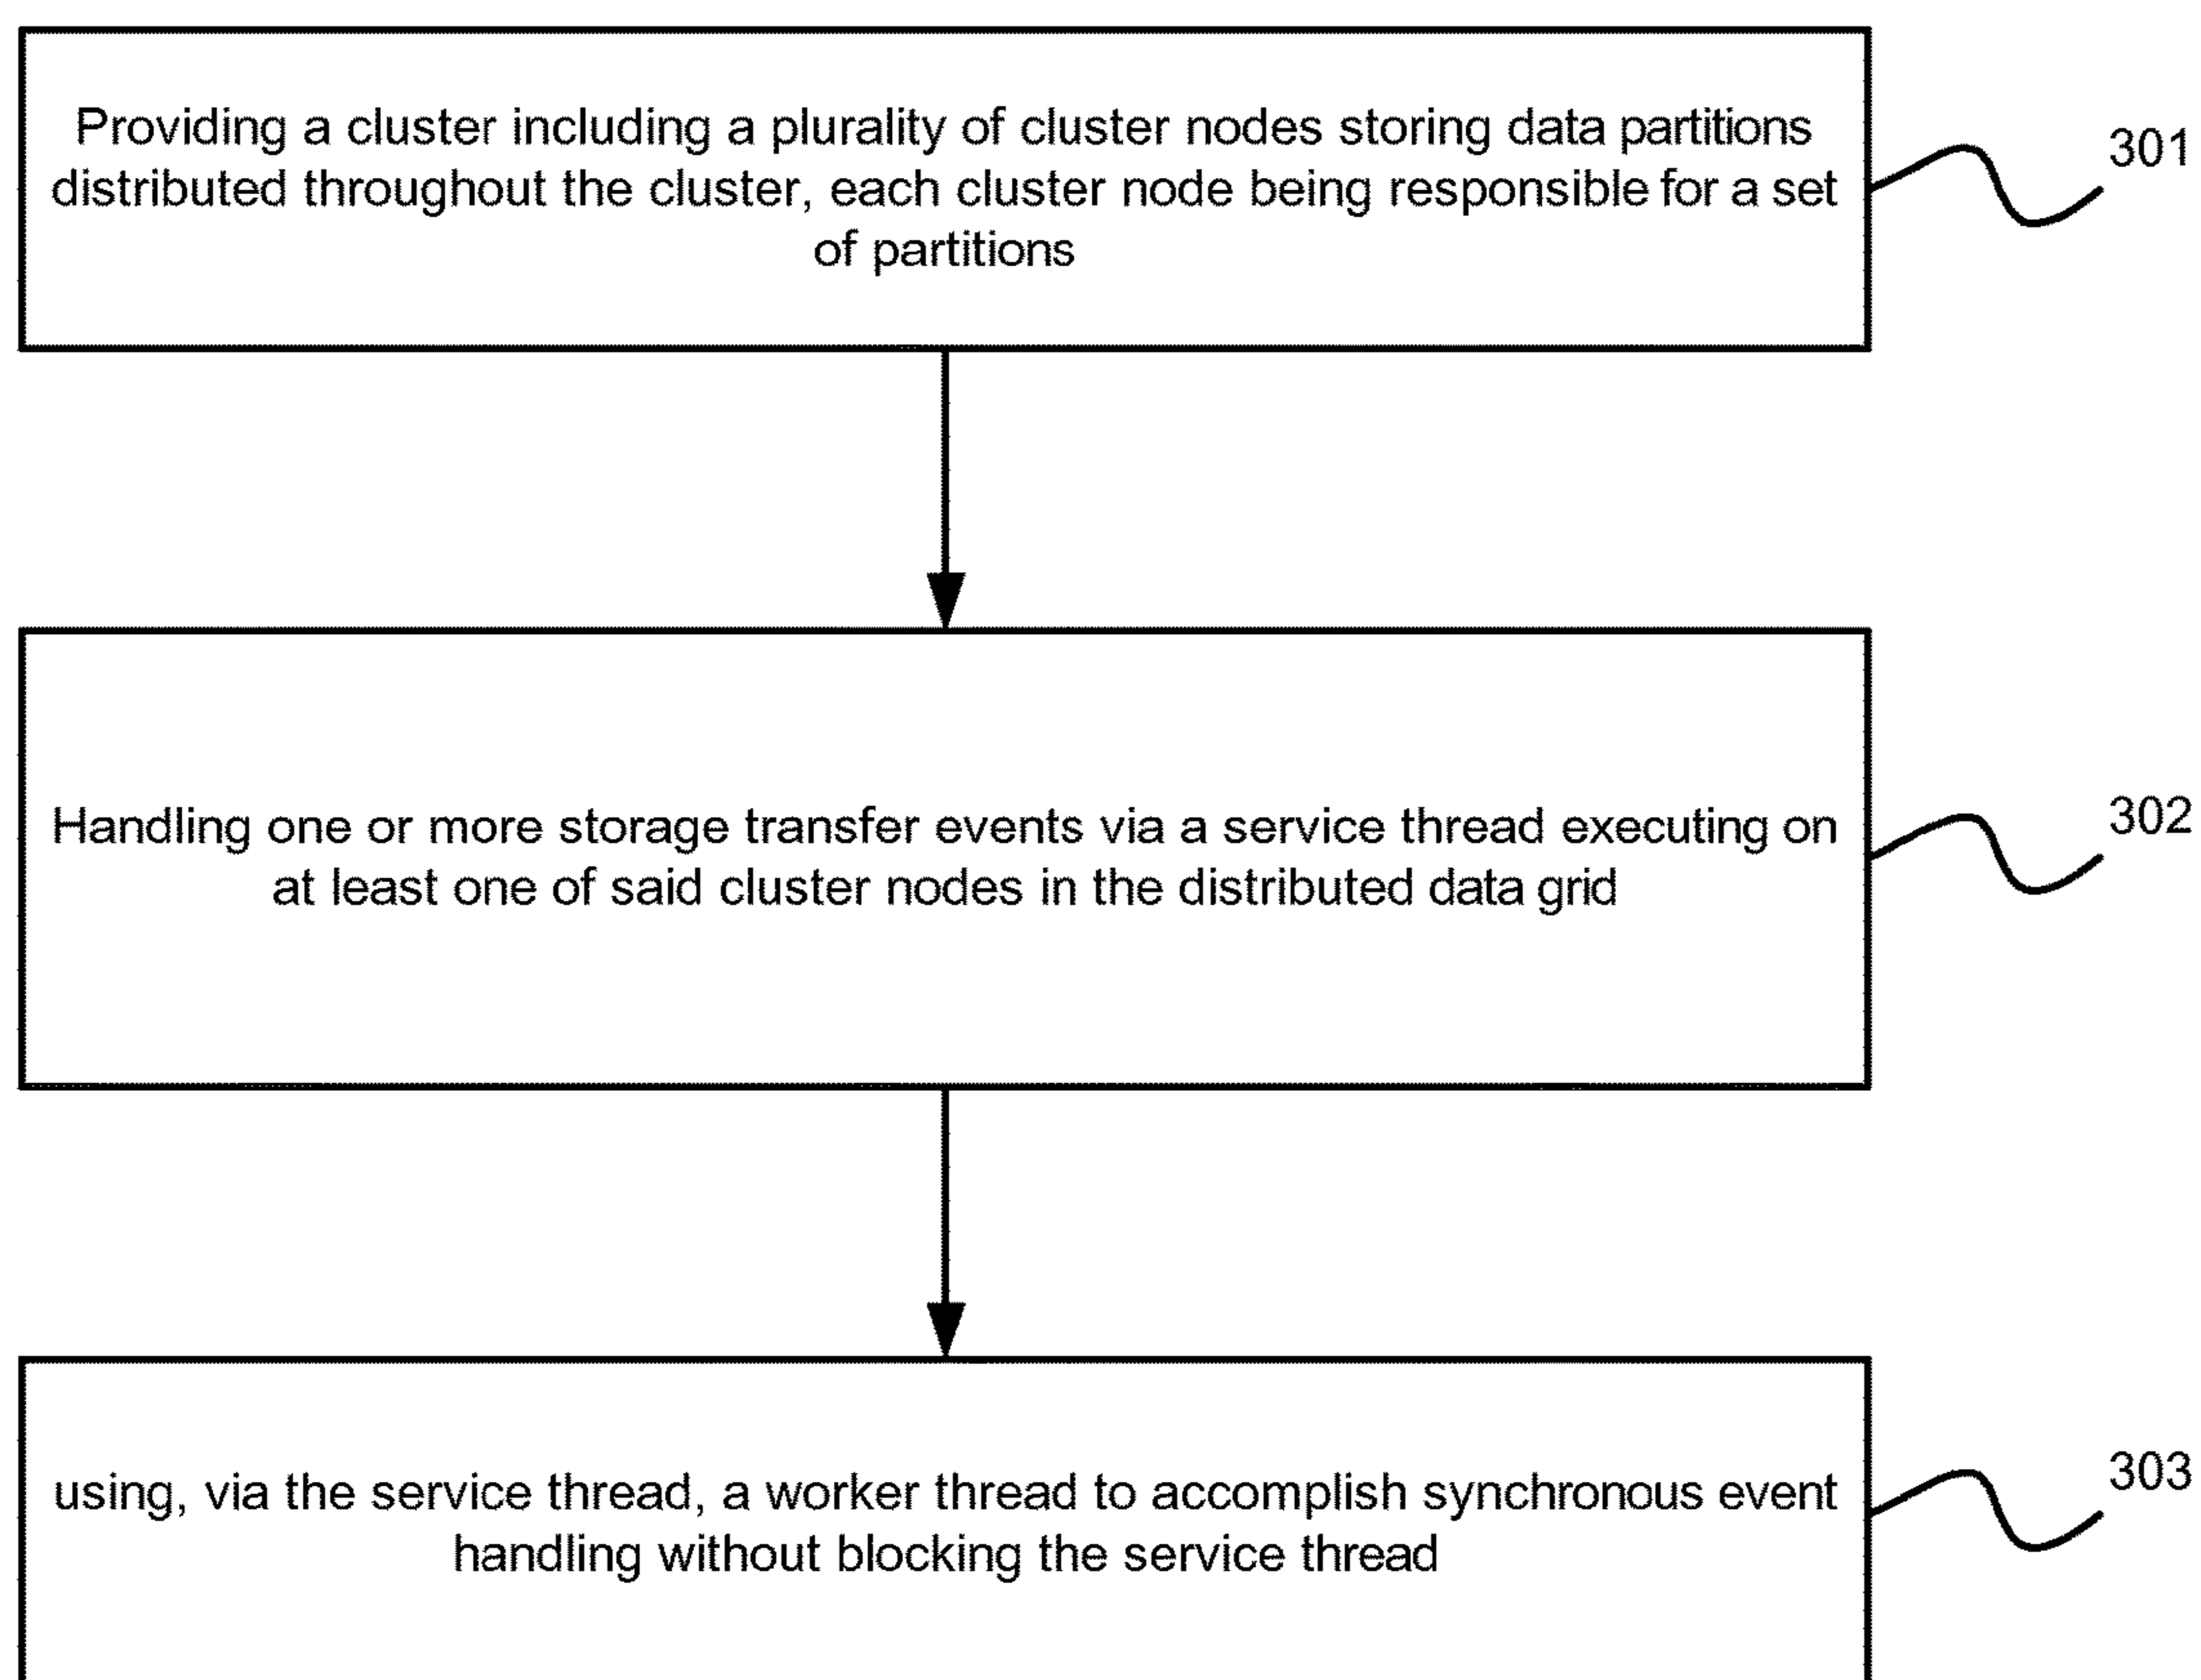 Providing a cluster including a plurality of cluster nodes storing data partitions
distributed throughout the cluster, each cluster node being responsible for a set
of partitions
301
Handling one or more storage transfer events via a service thread executing on
at least one of said cluster nodes in the distributed data grid
302
using, via the service thread, a worker thread to accomplish synchronous event
handling without blocking the service thread
303